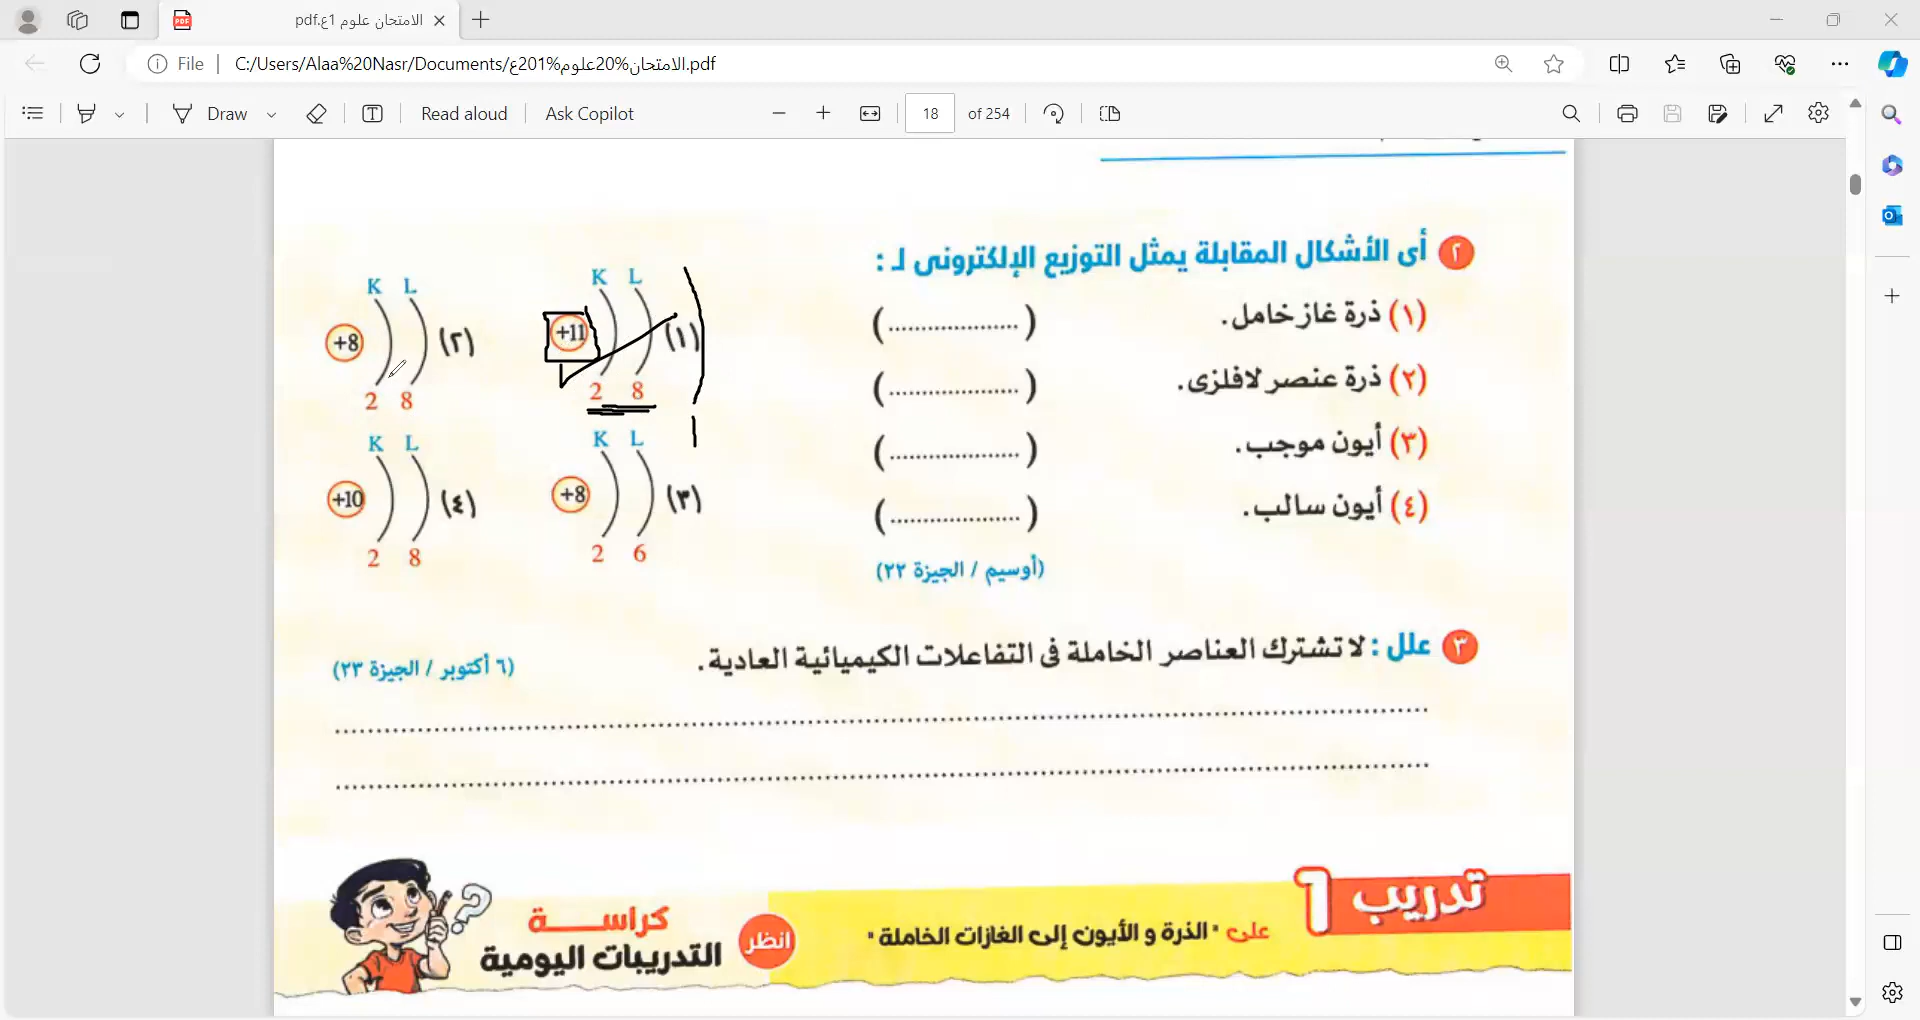 الامتحان علوم 1ع.pdf
File C:/Users/Alaa%20Nasr/Documents/الامتحان%20علوم%201ع.pdf
Draw Read aloud Ask Copilot 18 of 254
٢ أى الأشكال المقابلة يمثل التوزيع الإلكترونى لـ :
(١) ذرة غاز خامل. (....................)
(٢) ذرة عنصر لافلزى. (....................)
(٣) أيون موجب. (....................)
(٤) أيون سالب. (....................)
(أوسيم / الجيزة ٢٢)
K L
+11 (١)
2 8
K L
+8 (٢)
2 8
K L
+8 (٣)
2 6
K L
+10 (٤)
2 8
٣ علل : لا تشترك العناصر الخاملة فى التفاعلات الكيميائية العادية. (٦ أكتوبر / الجيزة ٢٣)
تدريب 1 على "الذرة و الأيون إلى الغازات الخاملة"
انظر كراســـة
التدريبات اليومية